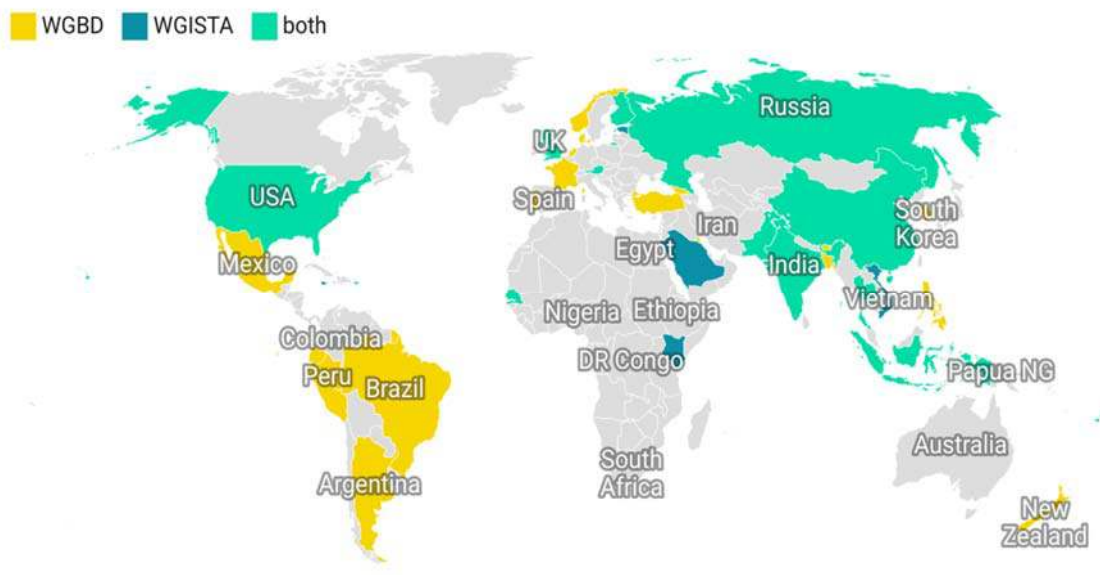 WGBD WGISTA both
Russia
UK
USA
Spain
Iran
South
Korea
Egypt
Mexico
India
Vietnam
Nigeria Ethiopia
Colombia
DR Congo
Peru
Papua NG
Brazil
Australia
South
Africa
Argentina
New
Zealand